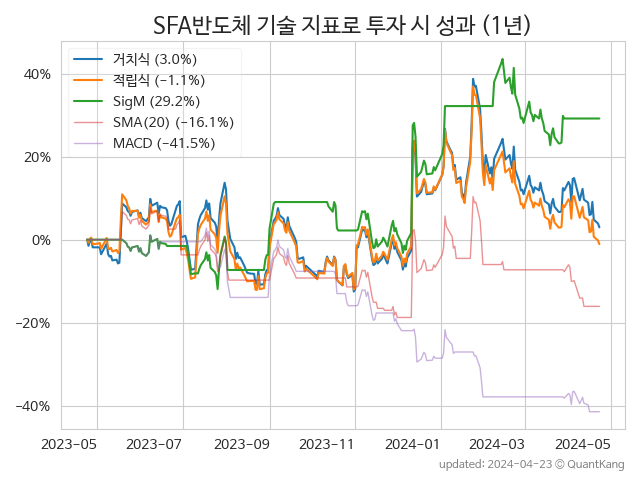 SFA반도체 기술 지표로 투자 시 성과 (1년)
거치식 (3.0%)
적립식 (−1.1%)
SigM (29.2%)
SMA(20) (−16.1%)
MACD (−41.5%)
40%
20%
0%
−20%
−40%
2023-05 2023-07 2023-09 2023-11 2024-01 2024-03 2024-05
updated: 2024-04-23 © QuantKang